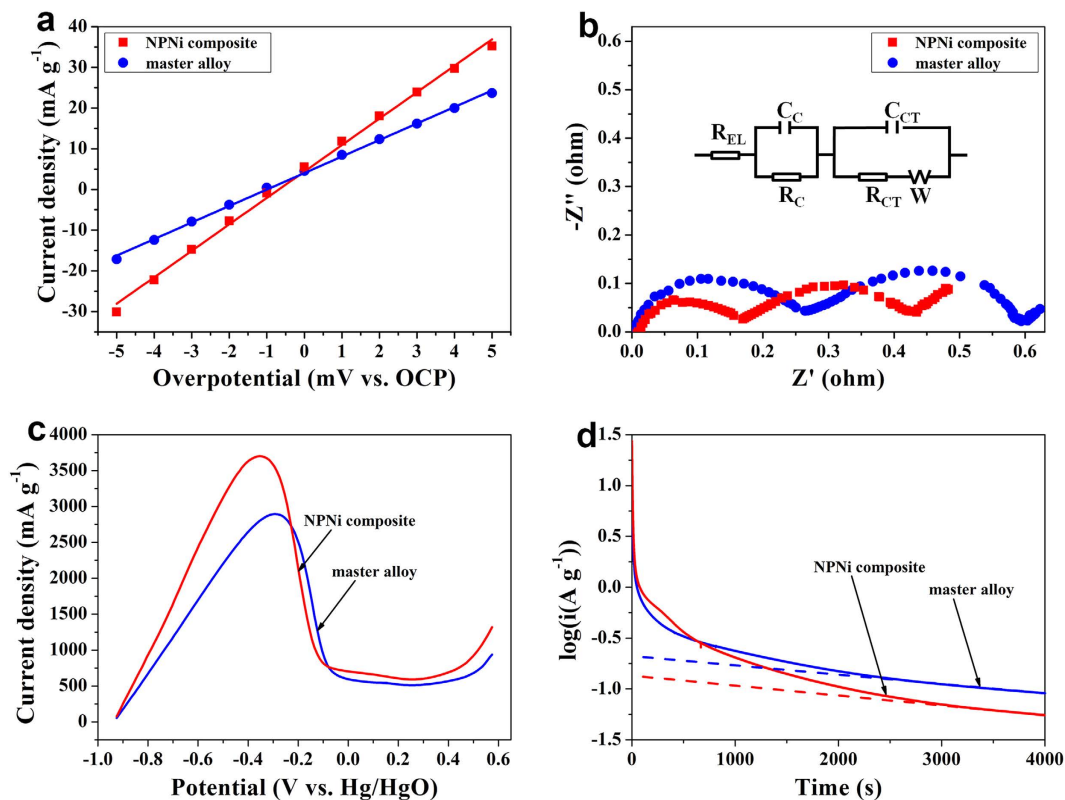 a
NPNi composite
master alloy
Current density (mA g-1)
40
30
20
10
0
-10
-20
-30
-5 -4 -3 -2 -1 0 1 2 3 4 5
Overpotential (mV vs. OCP)
b
NPNi composite
master alloy
-Z'' (ohm)
0.6
0.5
0.4
0.3
0.2
0.1
0.0
REL
CC
CCT
RC
RCT
W
0.0 0.1 0.2 0.3 0.4 0.5 0.6
Z' (ohm)
c
Current density (mA g-1)
4000
3500
3000
2500
2000
1500
1000
500
0
NPNi composite
master alloy
-1.0 -0.8 -0.6 -0.4 -0.2 0.0 0.2 0.4 0.6
Potential (V vs. Hg/HgO)
d
log(i(A g-1))
1.5
1.0
0.5
0.0
-0.5
-1.0
-1.5
NPNi composite
master alloy
0 1000 2000 3000 4000
Time (s)